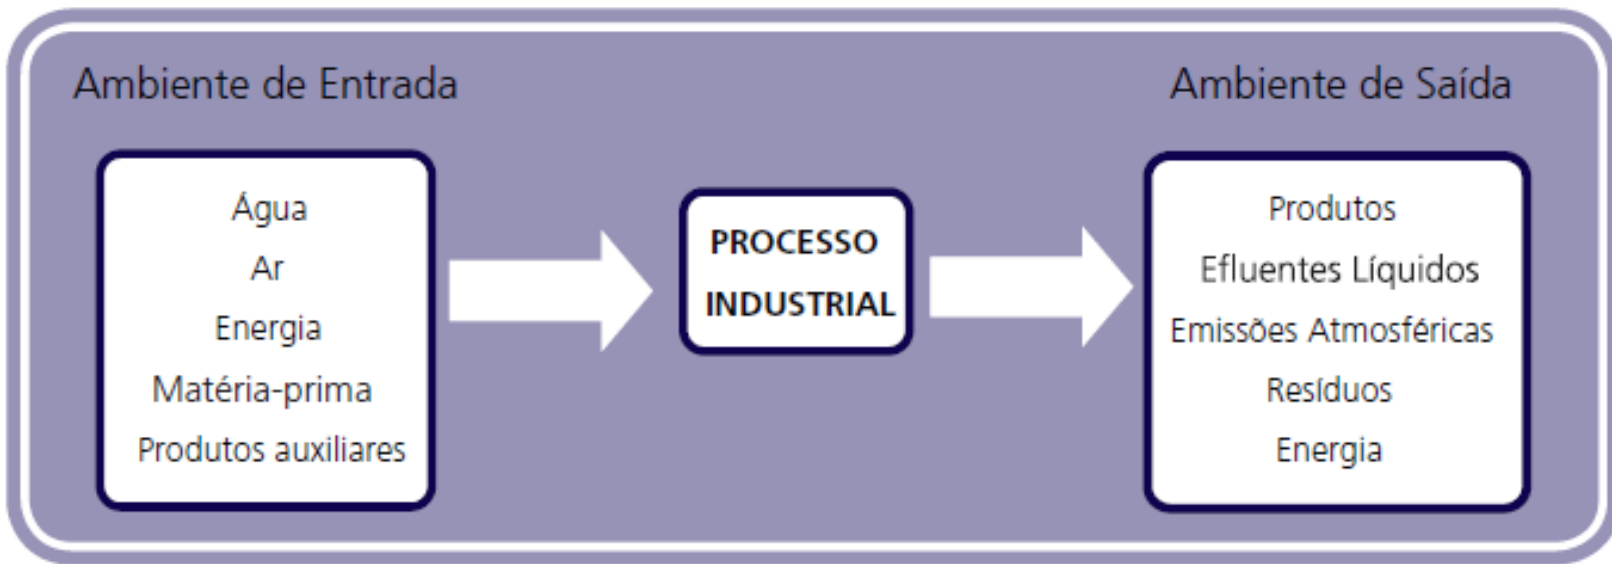 Ambiente de Entrada
Água
Ar
Energia
Matéria-prima
Produtos auxiliares
PROCESSO
INDUSTRIAL
Ambiente de Saída
Produtos
Efluentes Líquidos
Emissões Atmosféricas
Resíduos
Energia